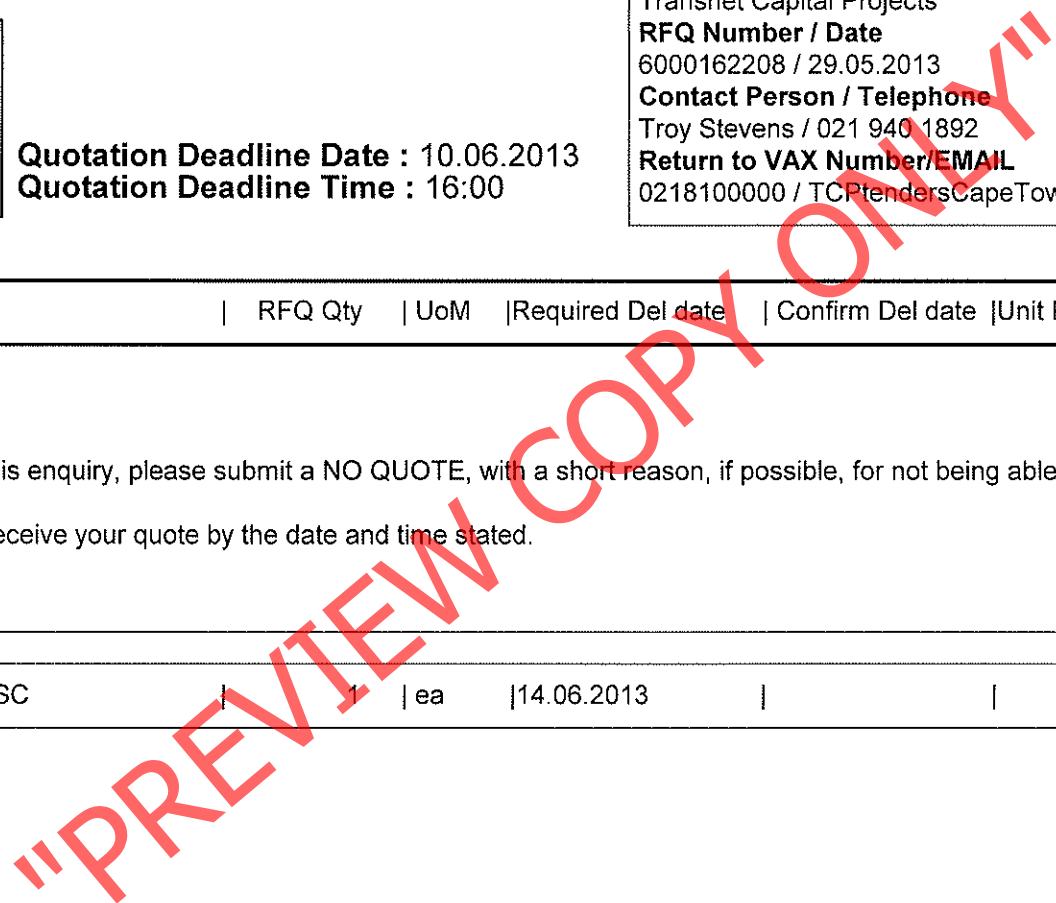 Transnet Capital Projects
RFQ Number / Date
6000162208 / 29.05.2013
Contact Person / Telephone
Troy Stevens / 021 940 1892
Return to VAX Number/EMAIL
0218100000 / TCPtendersCapeTow
Quotation Deadline Date : 10.06.2013
Quotation Deadline Time : 16:00
| RFQ Qty | UoM |Required Del date | Confirm Del date |Unit
is enquiry, please submit a NO QUOTE, with a short reason, if possible, for not being able
eceive your quote by the date and time stated.
SC | 1 | ea |14.06.2013 | |
"PREVIEW COPY ONLY"